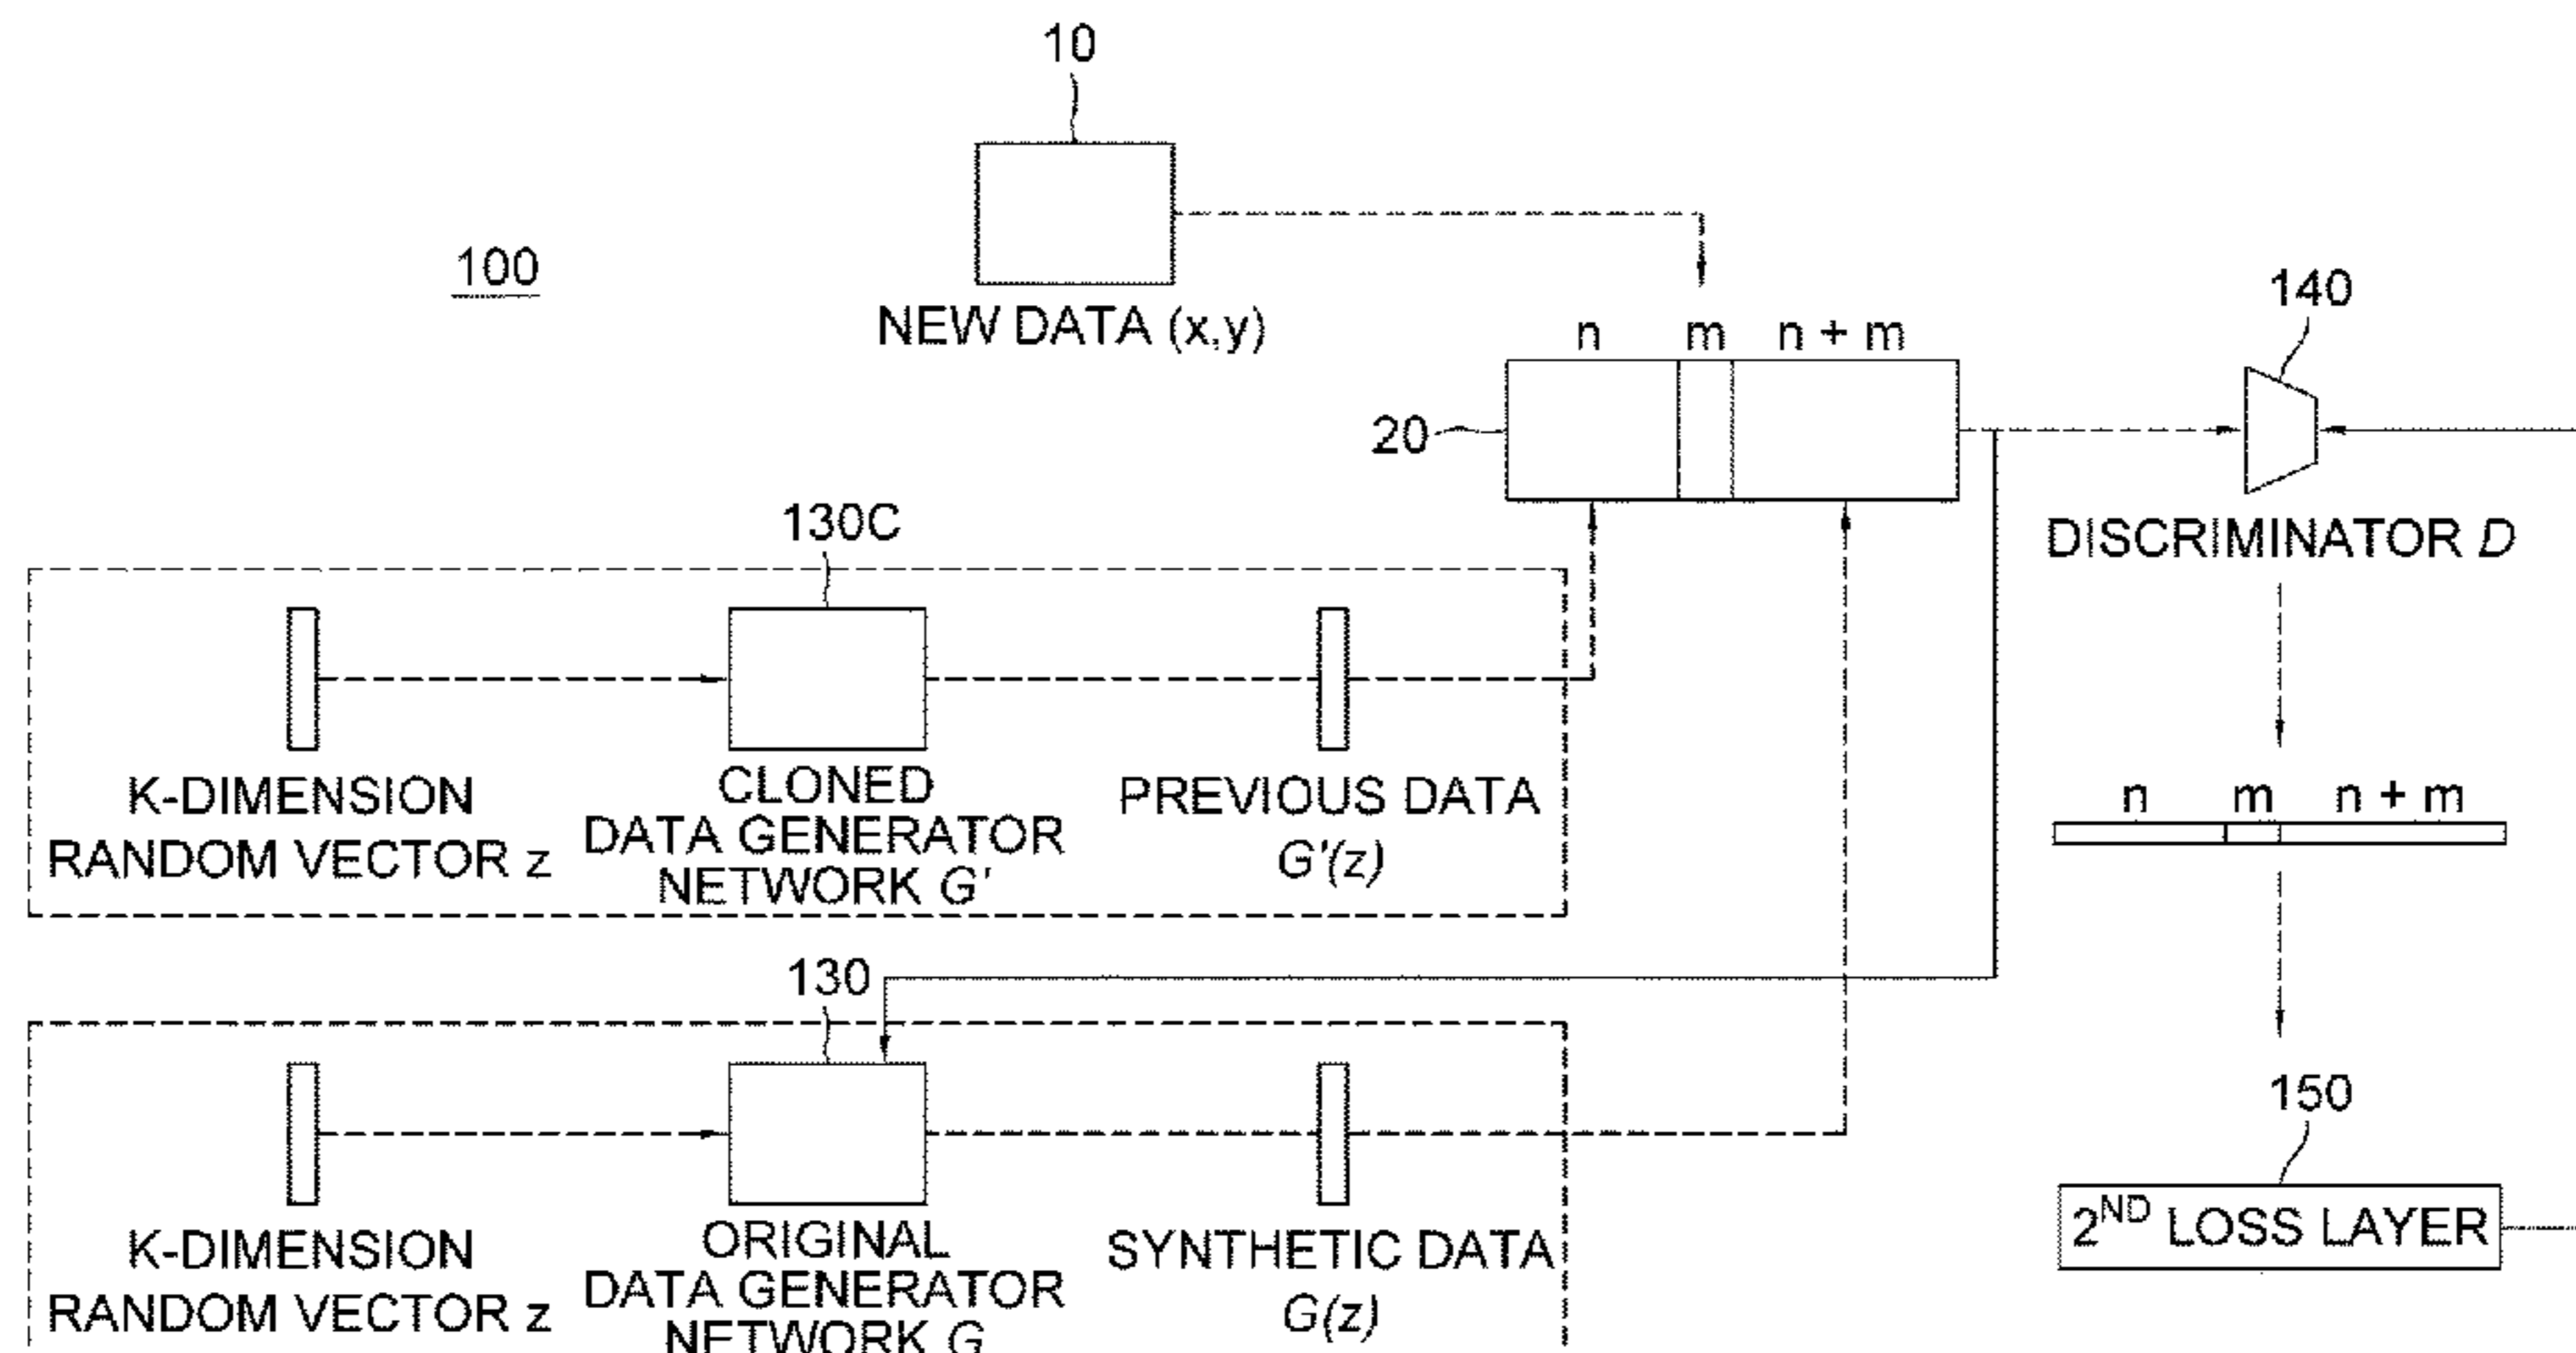 10
100
NEW DATA (x,y)
140
n m n + m
20
DISCRIMINATOR D
130C
K-DIMENSION
RANDOM VECTOR z
CLONED
DATA GENERATOR
NETWORK G'
PREVIOUS DATA
G'(z)
n m n + m
130
K-DIMENSION
RANDOM VECTOR z
ORIGINAL
DATA GENERATOR
NETWORK G
SYNTHETIC DATA
G(z)
150
2ND LOSS LAYER